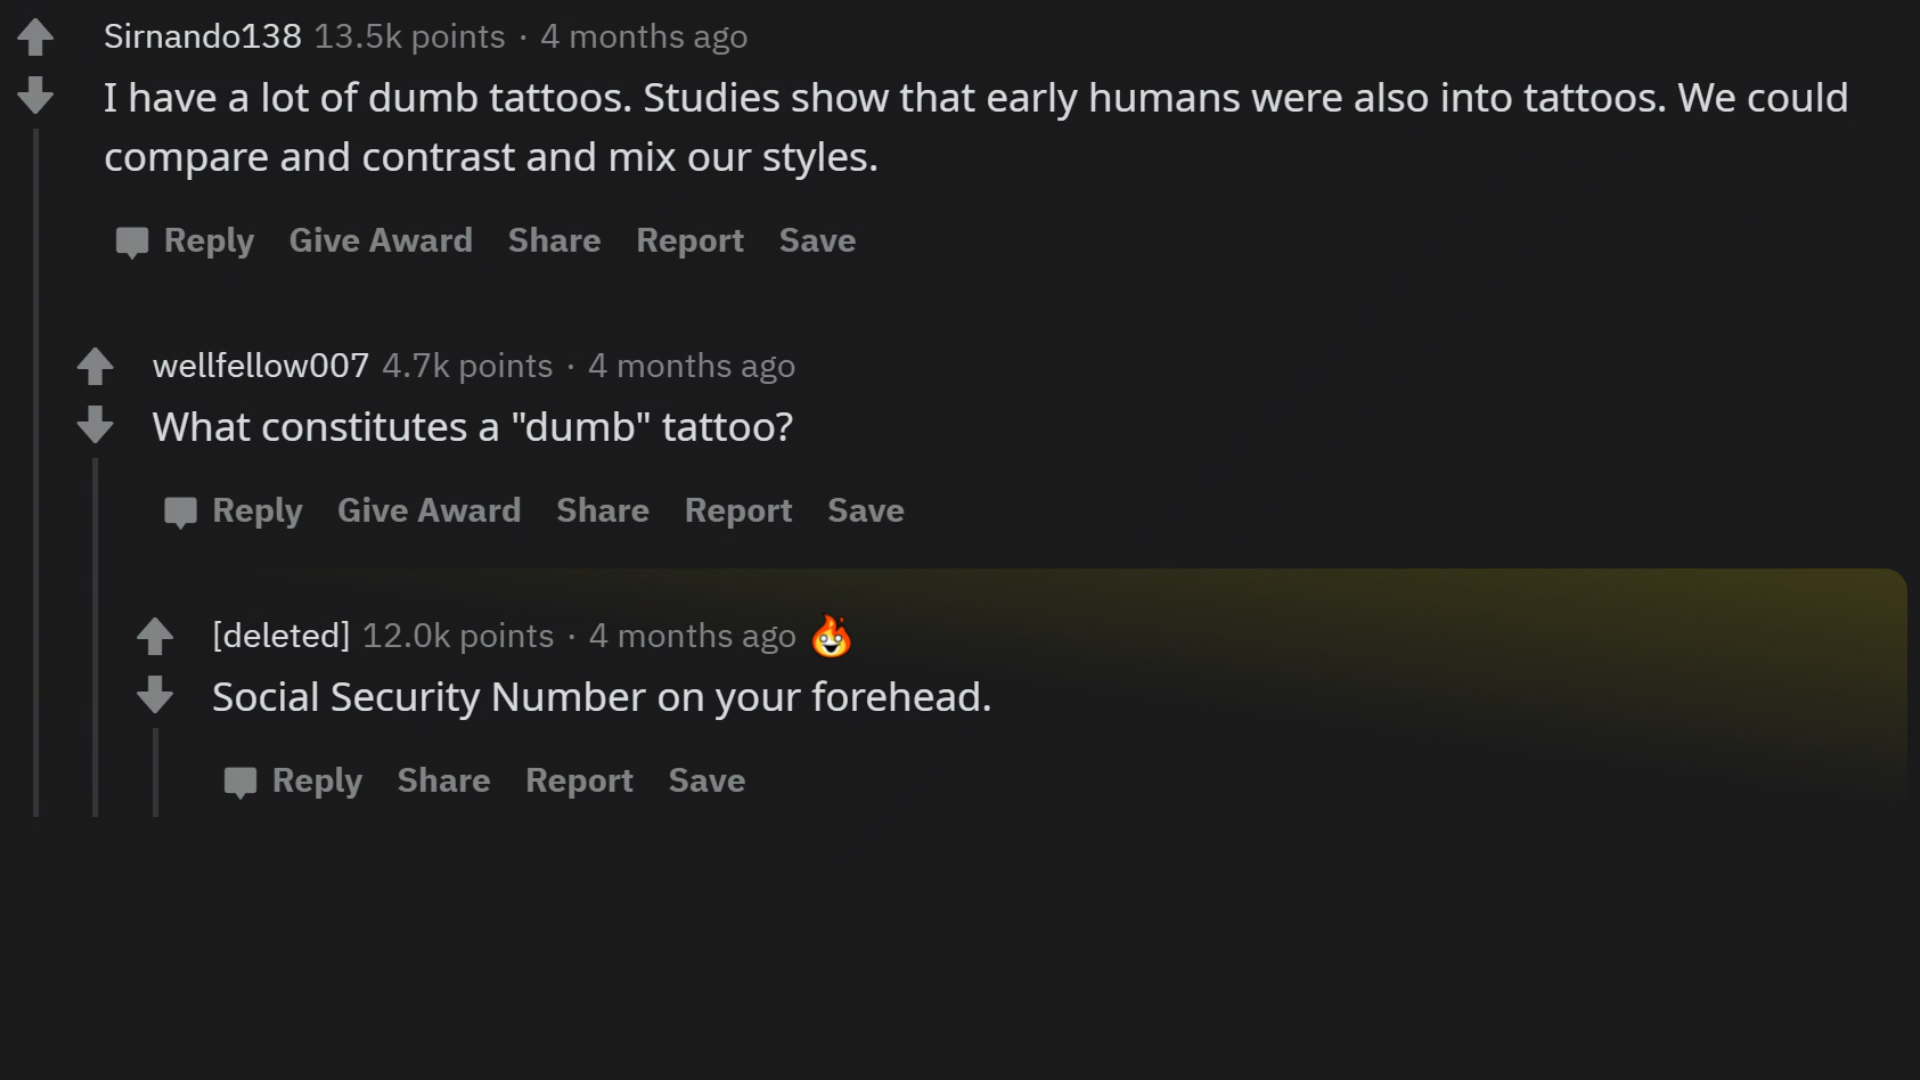 Sirnando138 13.5k points · 4 months ago
I have a lot of dumb tattoos. Studies show that early humans were also into tattoos. We could
compare and contrast and mix our styles.
Reply Give Award Share Report Save
wellfellow007 4.7k points · 4 months ago
What constitutes a "dumb" tattoo?
Reply Give Award Share Report Save
[deleted] 12.0k points · 4 months ago
Social Security Number on your forehead.
Reply Share Report Save